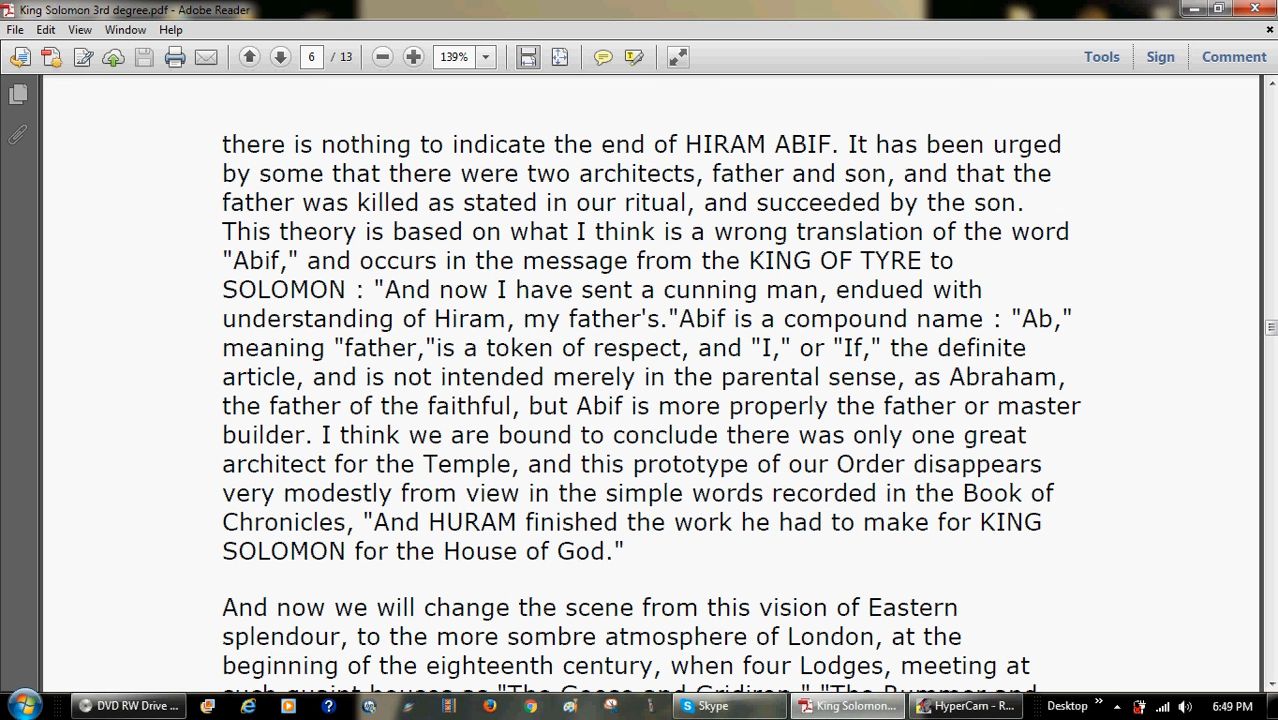 King Solomon 3rd degree.pdf - Adobe Reader
File Edit View Window Help
6 / 13 139% Tools Sign Comment
there is nothing to indicate the end of HIRAM ABIF. It has been urged
by some that there were two architects, father and son, and that the
father was killed as stated in our ritual, and succeeded by the son.
This theory is based on what I think is a wrong translation of the word
"Abif," and occurs in the message from the KING OF TYRE to
SOLOMON : "And now I have sent a cunning man, endued with
understanding of Hiram, my father's."Abif is a compound name : "Ab,"
meaning "father,"is a token of respect, and "I," or "If," the definite
article, and is not intended merely in the parental sense, as Abraham,
the father of the faithful, but Abif is more properly the father or master
builder. I think we are bound to conclude there was only one great
architect for the Temple, and this prototype of our Order disappears
very modestly from view in the simple words recorded in the Book of
Chronicles, "And HURAM finished the work he had to make for KING
SOLOMON for the House of God."
And now we will change the scene from this vision of Eastern
splendour, to the more sombre atmosphere of London, at the
beginning of the eighteenth century, when four Lodges, meeting at
such quaint houses as "The Goose and Gridiron," "The Rummer and
DVD RW Drive ... Skype King Solomon... HyperCam - R... Desktop 6:49 PM